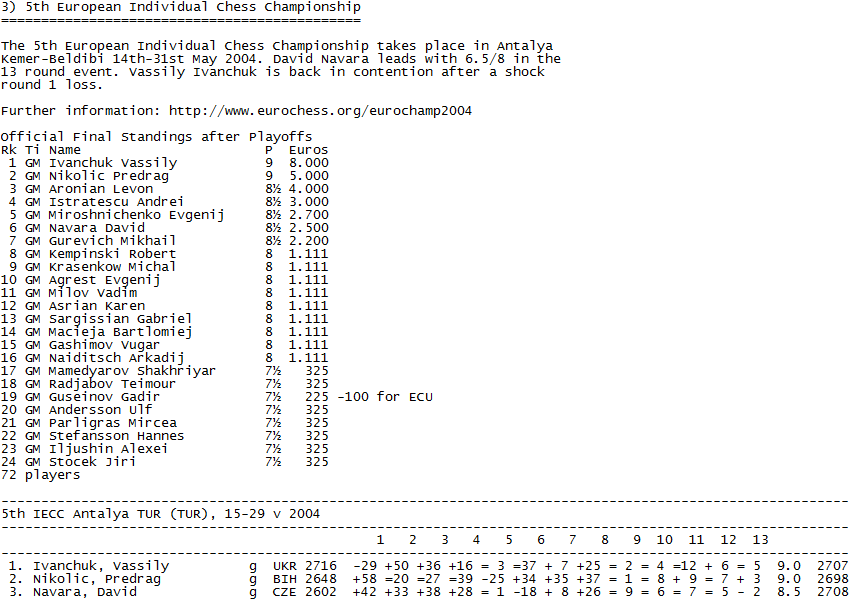 3) 5th European Individual Chess Championship
=============================================
The 5th European Individual Chess Championship takes place in Antalya
Kemer-Beldibi 14th-31st May 2004. David Navara leads with 6.5/8 in the
13 round event. Vassily Ivanchuk is back in contention after a shock
round 1 loss.
Further information: http://www.eurochess.org/eurochamp2004
Official Final Standings after Playoffs
Rk Ti Name                       P  Euros
 1 GM Ivanchuk Vassily           9  8.000
 2 GM Nikolic Predrag            9  5.000
 3 GM Aronian Levon              8½ 4.000
 4 GM Istratescu Andrei          8½ 3.000
 5 GM Miroshnichenko Evgenij     8½ 2.700
 6 GM Navara David               8½ 2.500
 7 GM Gurevich Mikhail           8½ 2.200
 8 GM Kempinski Robert           8  1.111
 9 GM Krasenkow Michal           8  1.111
10 GM Agrest Evgenij             8  1.111
11 GM Milov Vadim                8  1.111
12 GM Asrian Karen               8  1.111
13 GM Sargissian Gabriel         8  1.111
14 GM Macieja Bartlomiej         8  1.111
15 GM Gashimov Vugar             8  1.111
16 GM Naiditsch Arkadij          8  1.111
17 GM Mamedyarov Shakhriyar      7½   325
18 GM Radjabov Teimour           7½   325
19 GM Guseinov Gadir             7½   225 -100 for ECU
20 GM Andersson Ulf              7½   325
21 GM Parligras Mircea           7½   325
22 GM Stefansson Hannes          7½   325
23 GM Iljushin Alexei            7½   325
24 GM Stocek Jiri                7½   325
72 players
----------------------------------------------------------------------------------------------------------
5th IECC Antalya TUR (TUR), 15-29 v 2004
----------------------------------------------------------------------------------------------------------
                                               1   2   3   4   5   6   7   8   9  10  11  12  13
----------------------------------------------------------------------------------------------------------
 1. Ivanchuk, Vassily          g  UKR 2716  -29 +50 +36 +16 = 3 =37 + 7 +25 = 2 = 4 =12 + 6 = 5  9.0  2707
 2. Nikolic, Predrag           g  BIH 2648  +58 =20 =27 =39 -25 +34 +35 +37 = 1 = 8 + 9 = 7 + 3  9.0  2698
 3. Navara, David              g  CZE 2602  +42 +33 +38 +28 = 1 -18 + 8 +26 = 9 = 6 = 7 = 5 - 2  8.5  2708